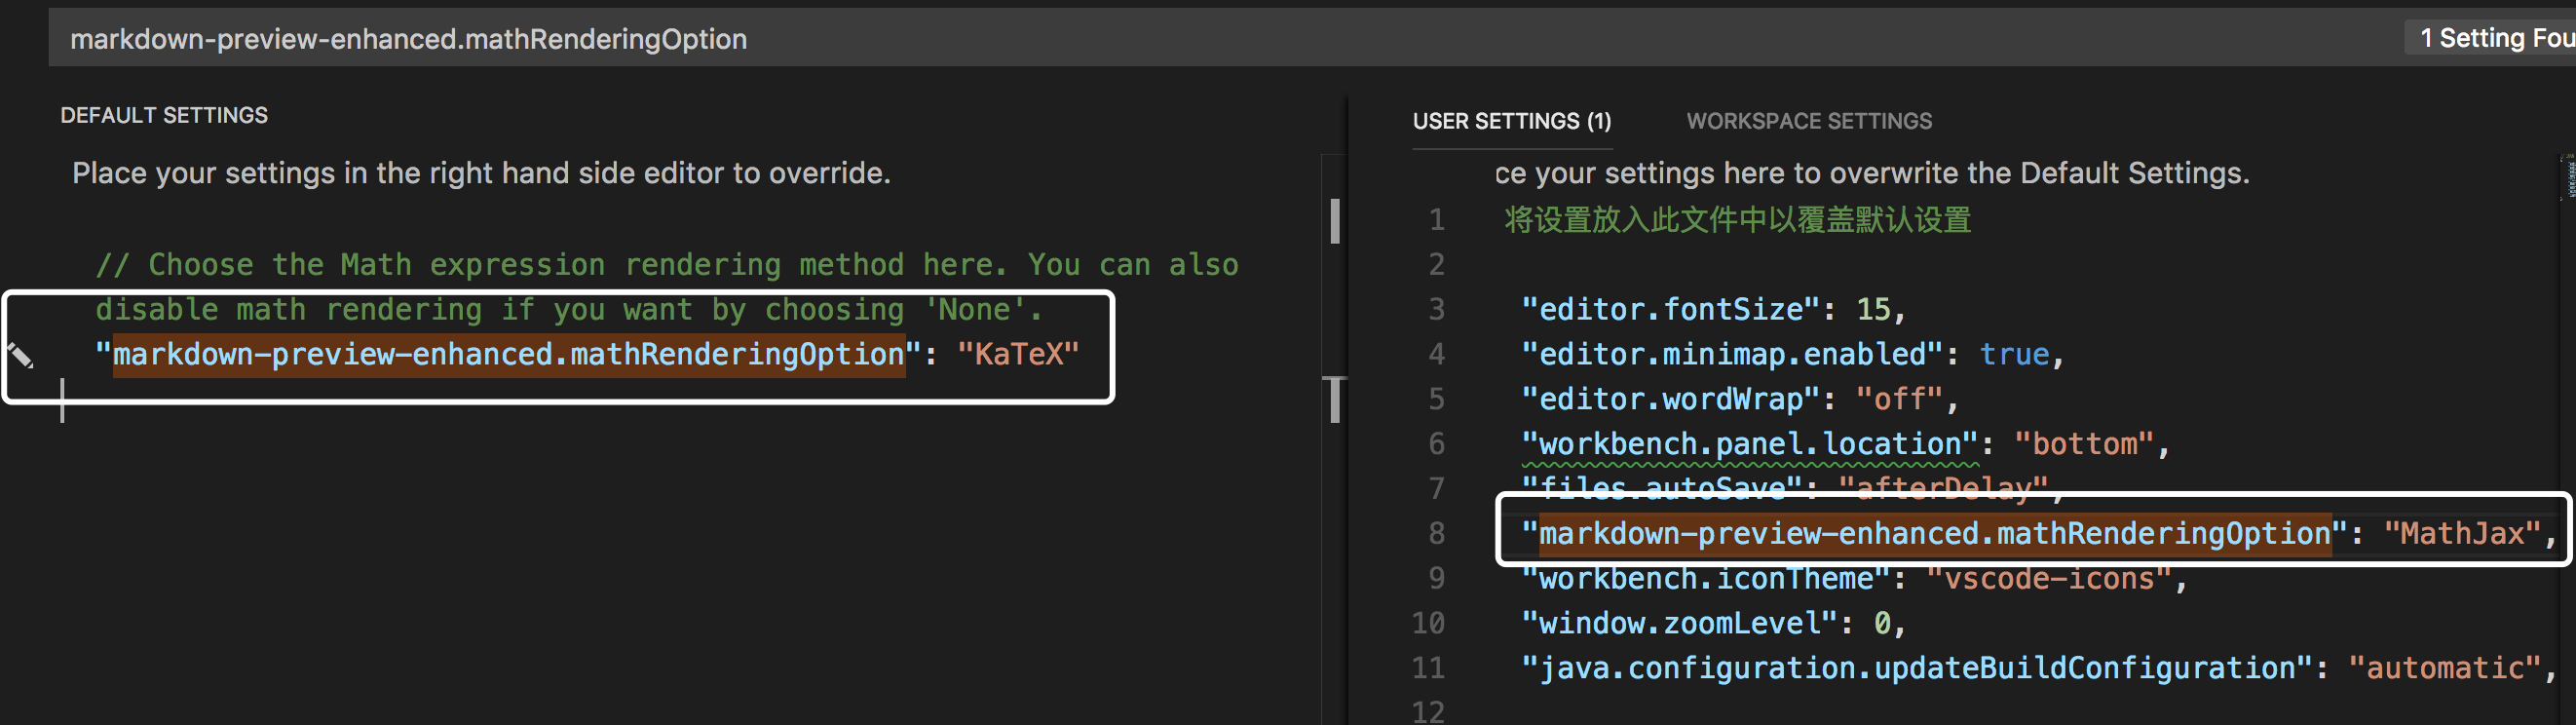 markdown-preview-enhanced.mathRenderingOption
1 Setting Fou
DEFAULT SETTINGS
Place your settings in the right hand side editor to override.
// Choose the Math expression rendering method here. You can also
disable math rendering if you want by choosing 'None'.
"markdown-preview-enhanced.mathRenderingOption": "KaTeX"
USER SETTINGS (1) WORKSPACE SETTINGS
ce your settings here to overwrite the Default Settings.
1 将设置放入此文件中以覆盖默认设置
2
3 "editor.fontSize": 15,
4 "editor.minimap.enabled": true,
5 "editor.wordWrap": "off",
6 "workbench.panel.location": "bottom",
7 "files.autoSave": "afterDelay",
8 "markdown-preview-enhanced.mathRenderingOption": "MathJax",
9 "workbench.iconTheme": "vscode-icons",
10 "window.zoomLevel": 0,
11 "java.configuration.updateBuildConfiguration": "automatic",
12